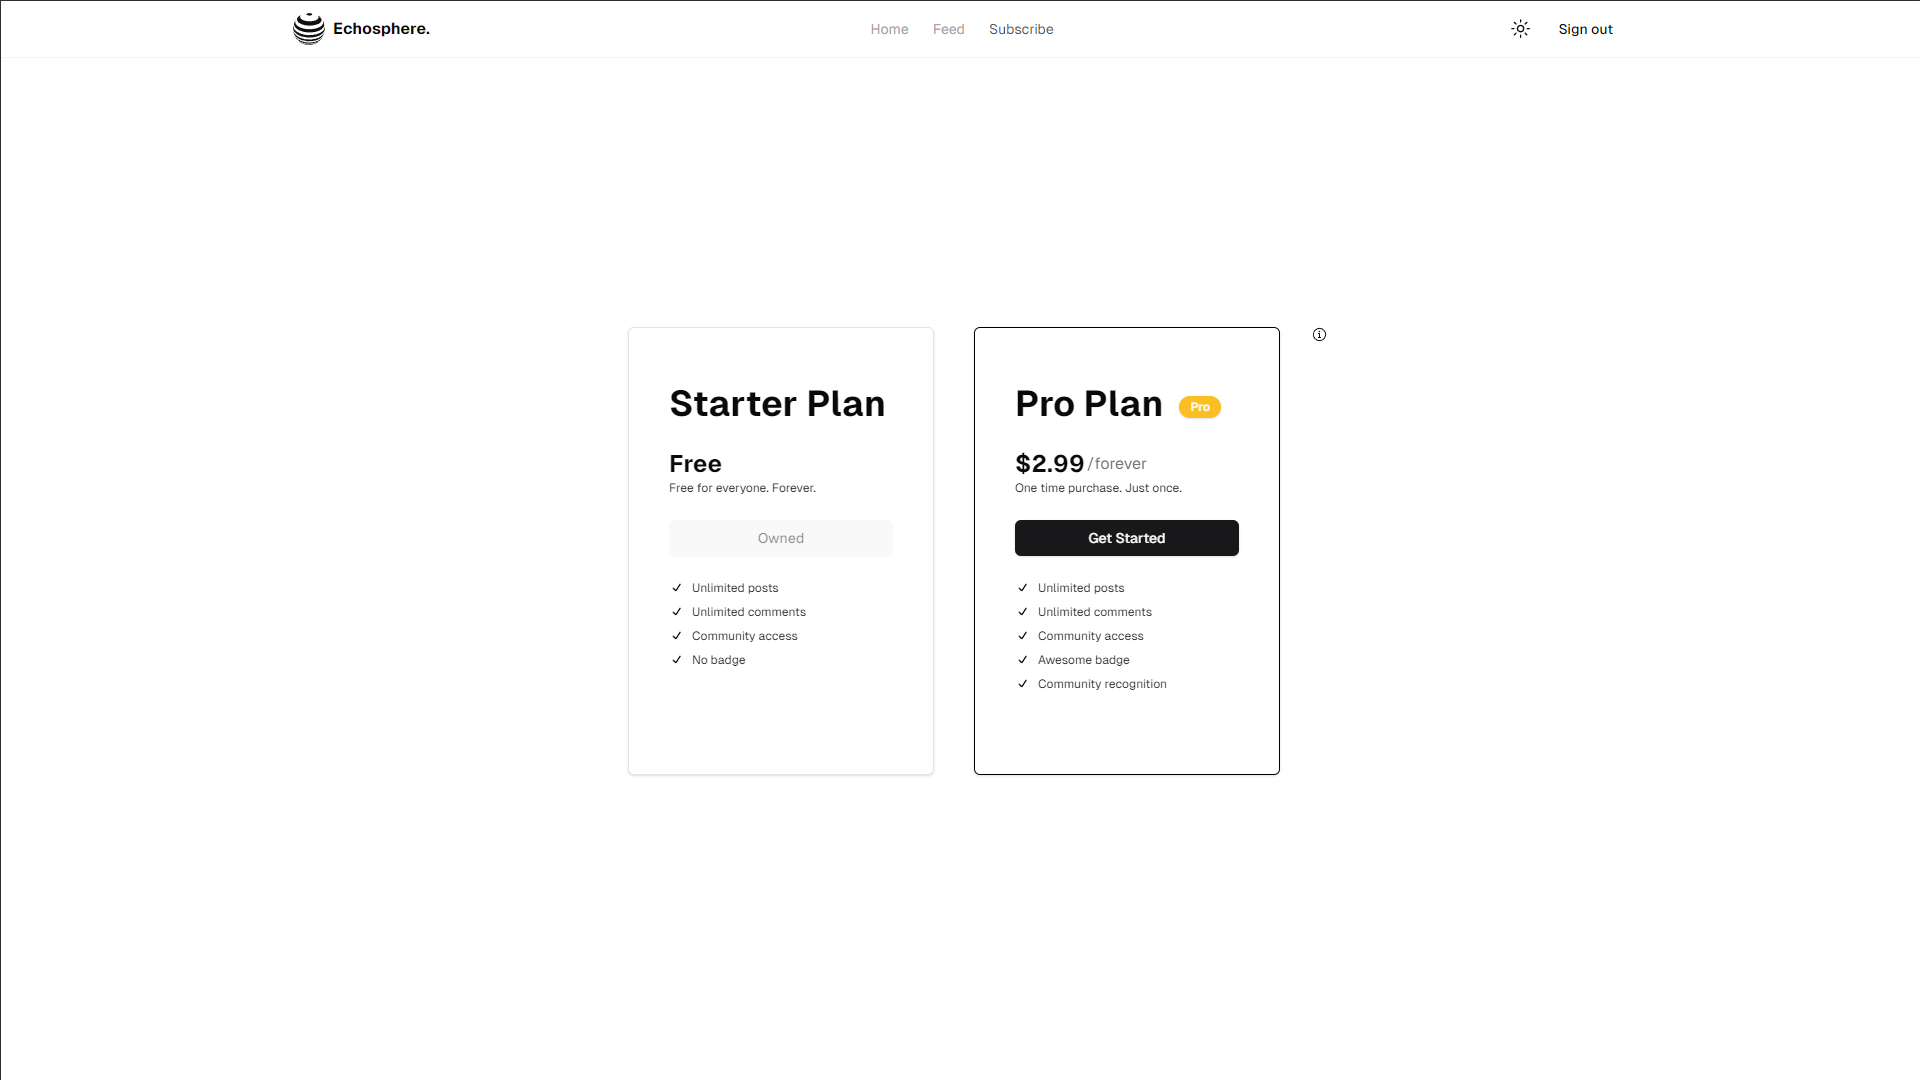 Echosphere.
Home Feed Subscribe
Sign out
Starter Plan
Free
Free for everyone. Forever.
Owned
Unlimited posts
Unlimited comments
Community access
No badge
Pro Plan Pro
$2.99/forever
One time purchase. Just once.
Get Started
Unlimited posts
Unlimited comments
Community access
Awesome badge
Community recognition